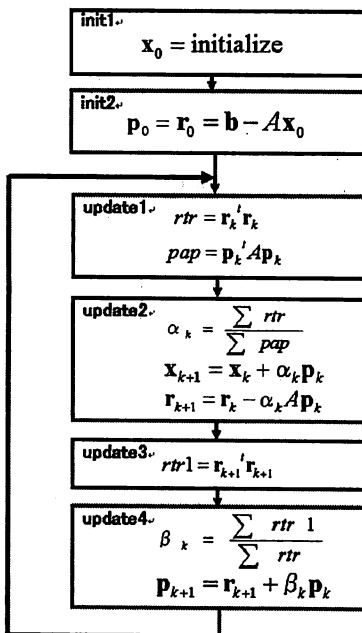 init1
x₀ = initialize
init2
p₀ = r₀ = b − Ax₀
update1
rtr = rₖᵗrₖ
pap = pₖᵗApₖ
update2
αₖ = ∑ rtr / ∑ pap
xₖ₊₁ = xₖ + αₖpₖ
rₖ₊₁ = rₖ − αₖApₖ
update3
rtr1 = rₖ₊₁ᵗrₖ₊₁
update4
βₖ = ∑ rtr 1 / ∑ rtr
pₖ₊₁ = rₖ₊₁ + βₖpₖ